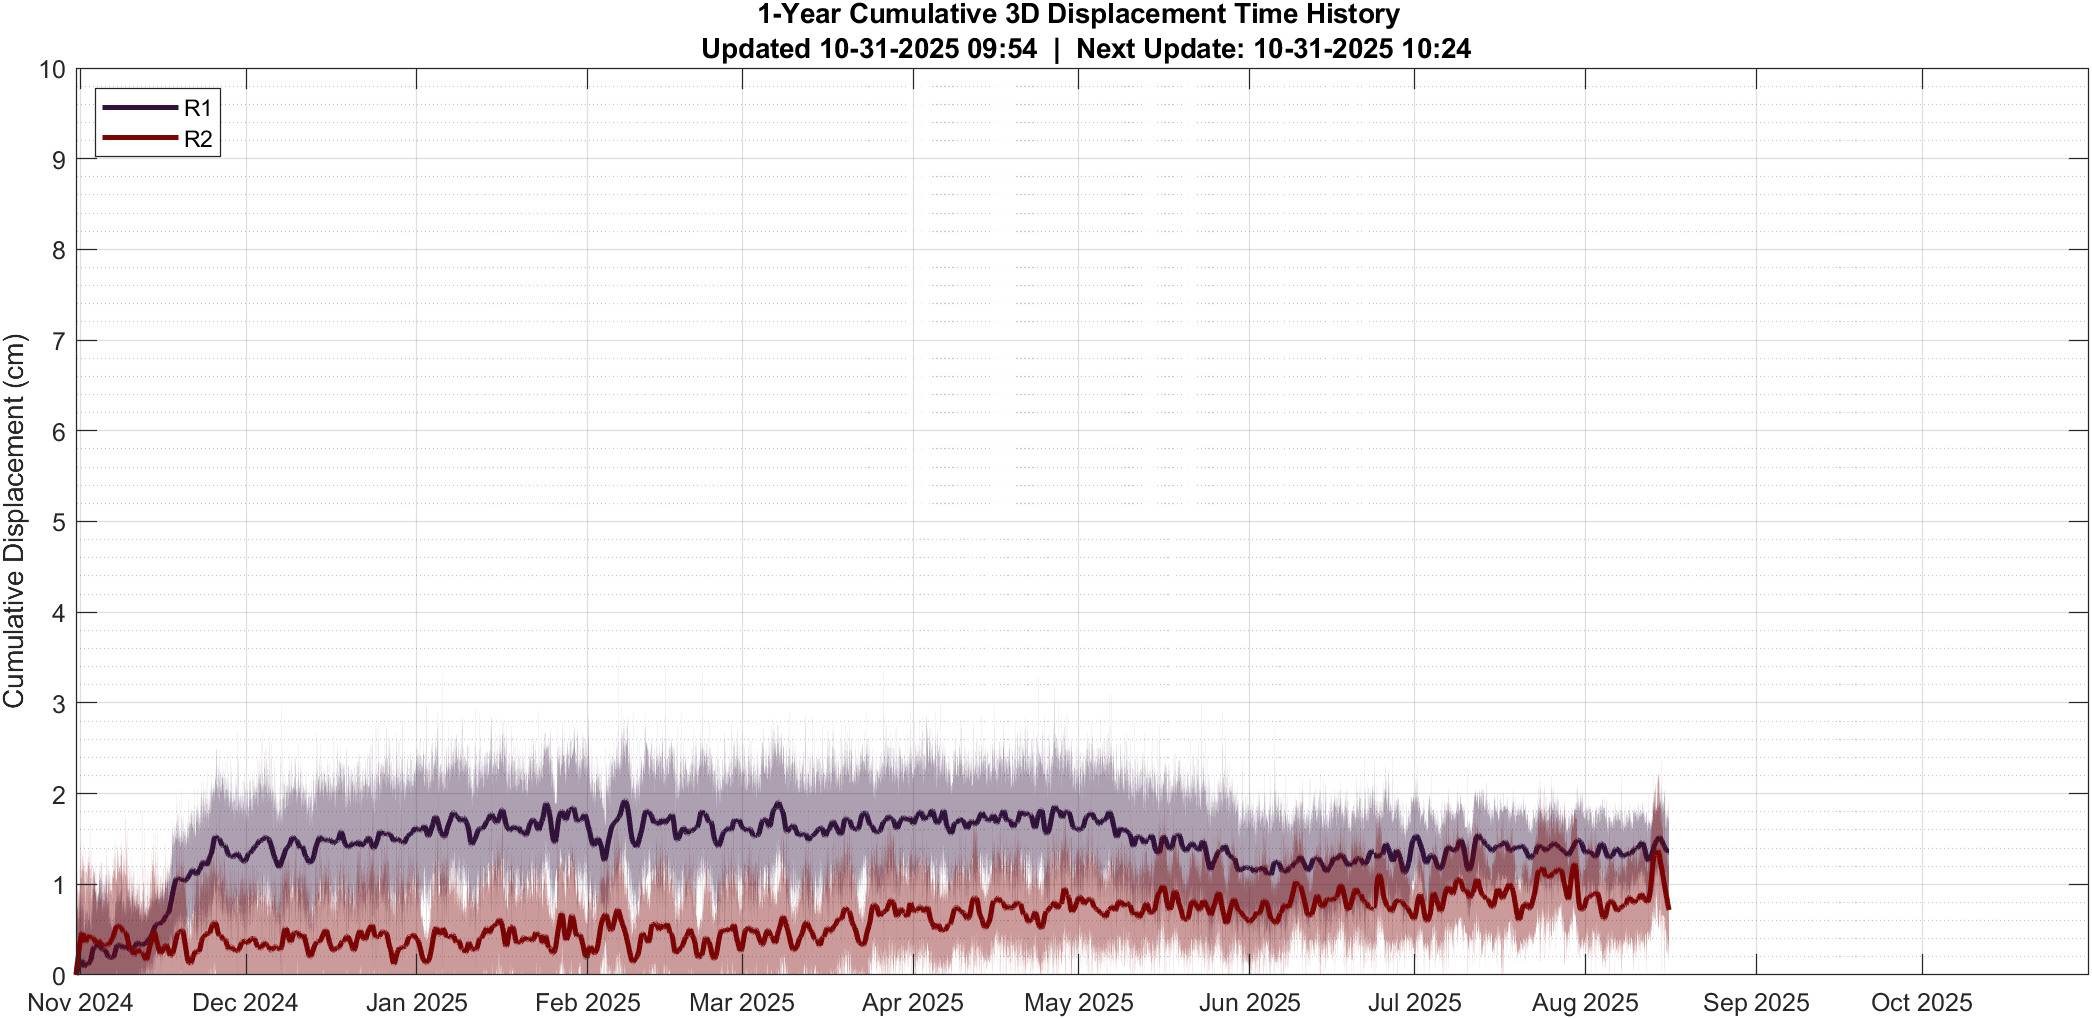 1-Year Cumulative 3D Displacement Time History
Updated 10-31-2025 09:54 | Next Update: 10-31-2025 10:24
R1
R2
Cumulative Displacement (cm)
10
9
8
7
6
5
4
3
2
1
0
Nov 2024 Dec 2024 Jan 2025 Feb 2025 Mar 2025 Apr 2025 May 2025 Jun 2025 Jul 2025 Aug 2025 Sep 2025 Oct 2025